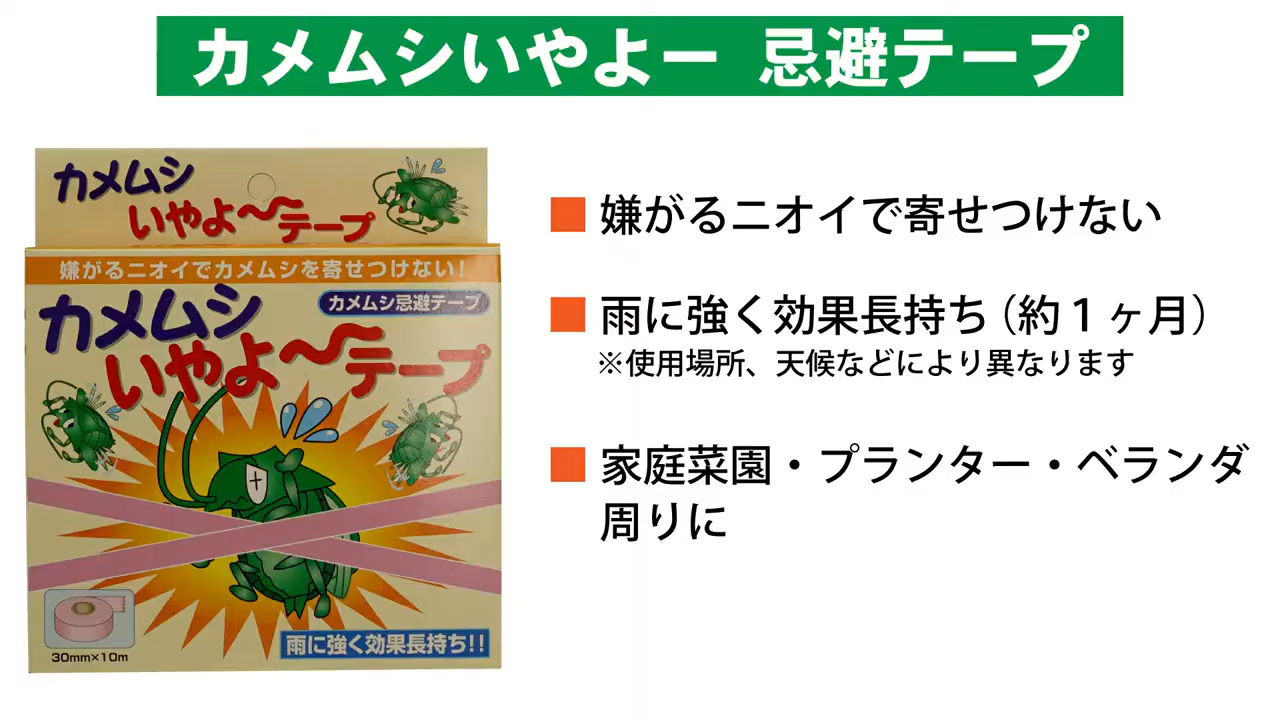 カメムシいやよー 忌避テープ
カメムシ
いやよ〜テープ
嫌がるニオイでカメムシを寄せつけない!
カメムシ忌避テープ
カメムシ
いやよ〜テープ
30mm×10m
雨に強く効果長持ち!!
■ 嫌がるニオイで寄せつけない
■ 雨に強く効果長持ち(約1ヶ月)
※使用場所、天候などにより異なります
■ 家庭菜園・プランター・ベランダ
周りに